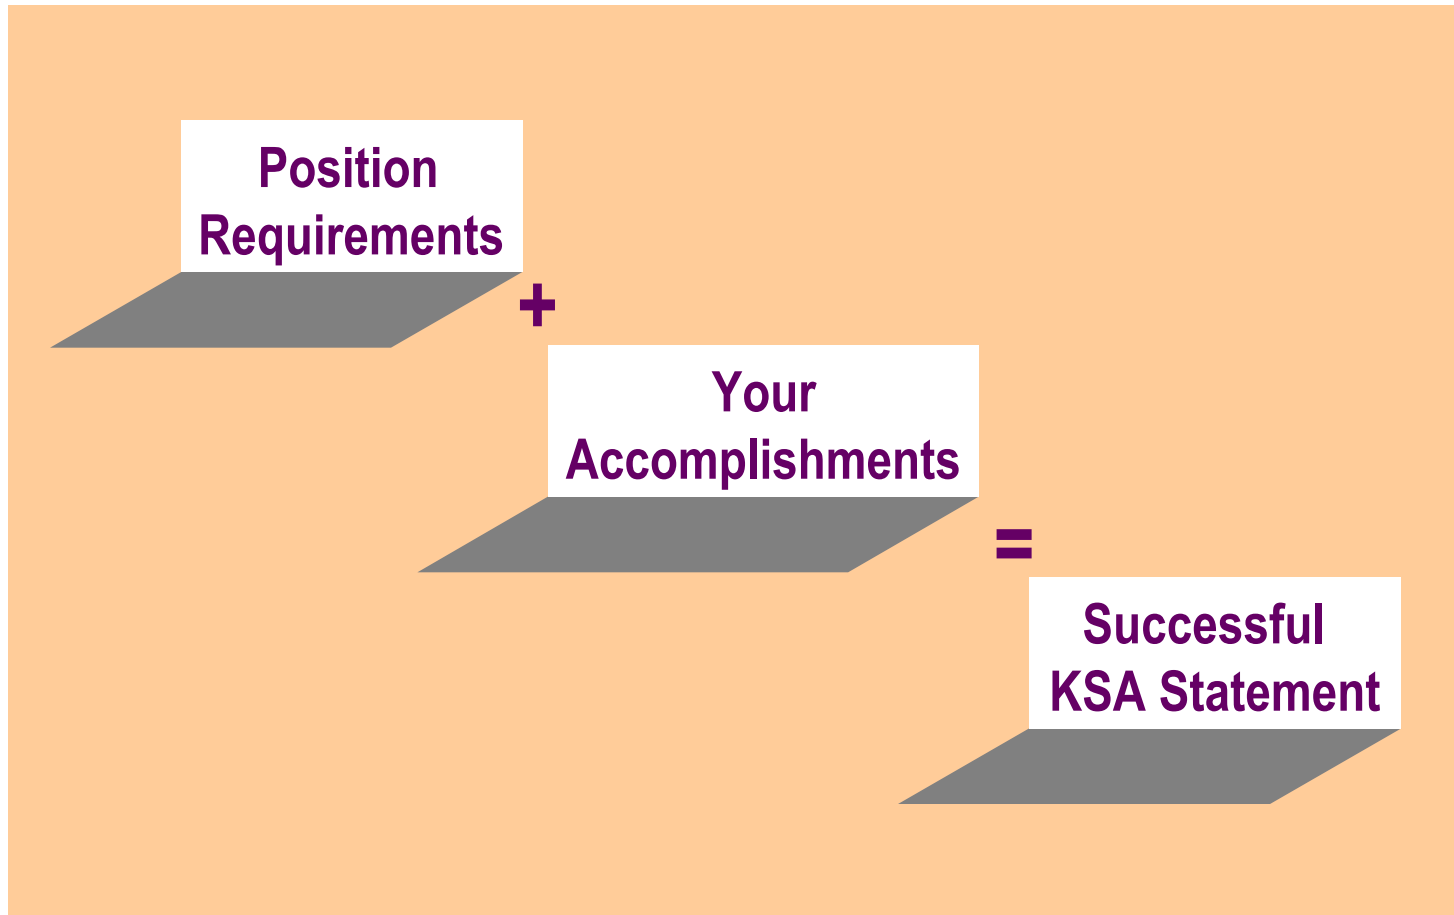 Position
Requirements
+
Your
Accomplishments
=
Successful
KSA Statement